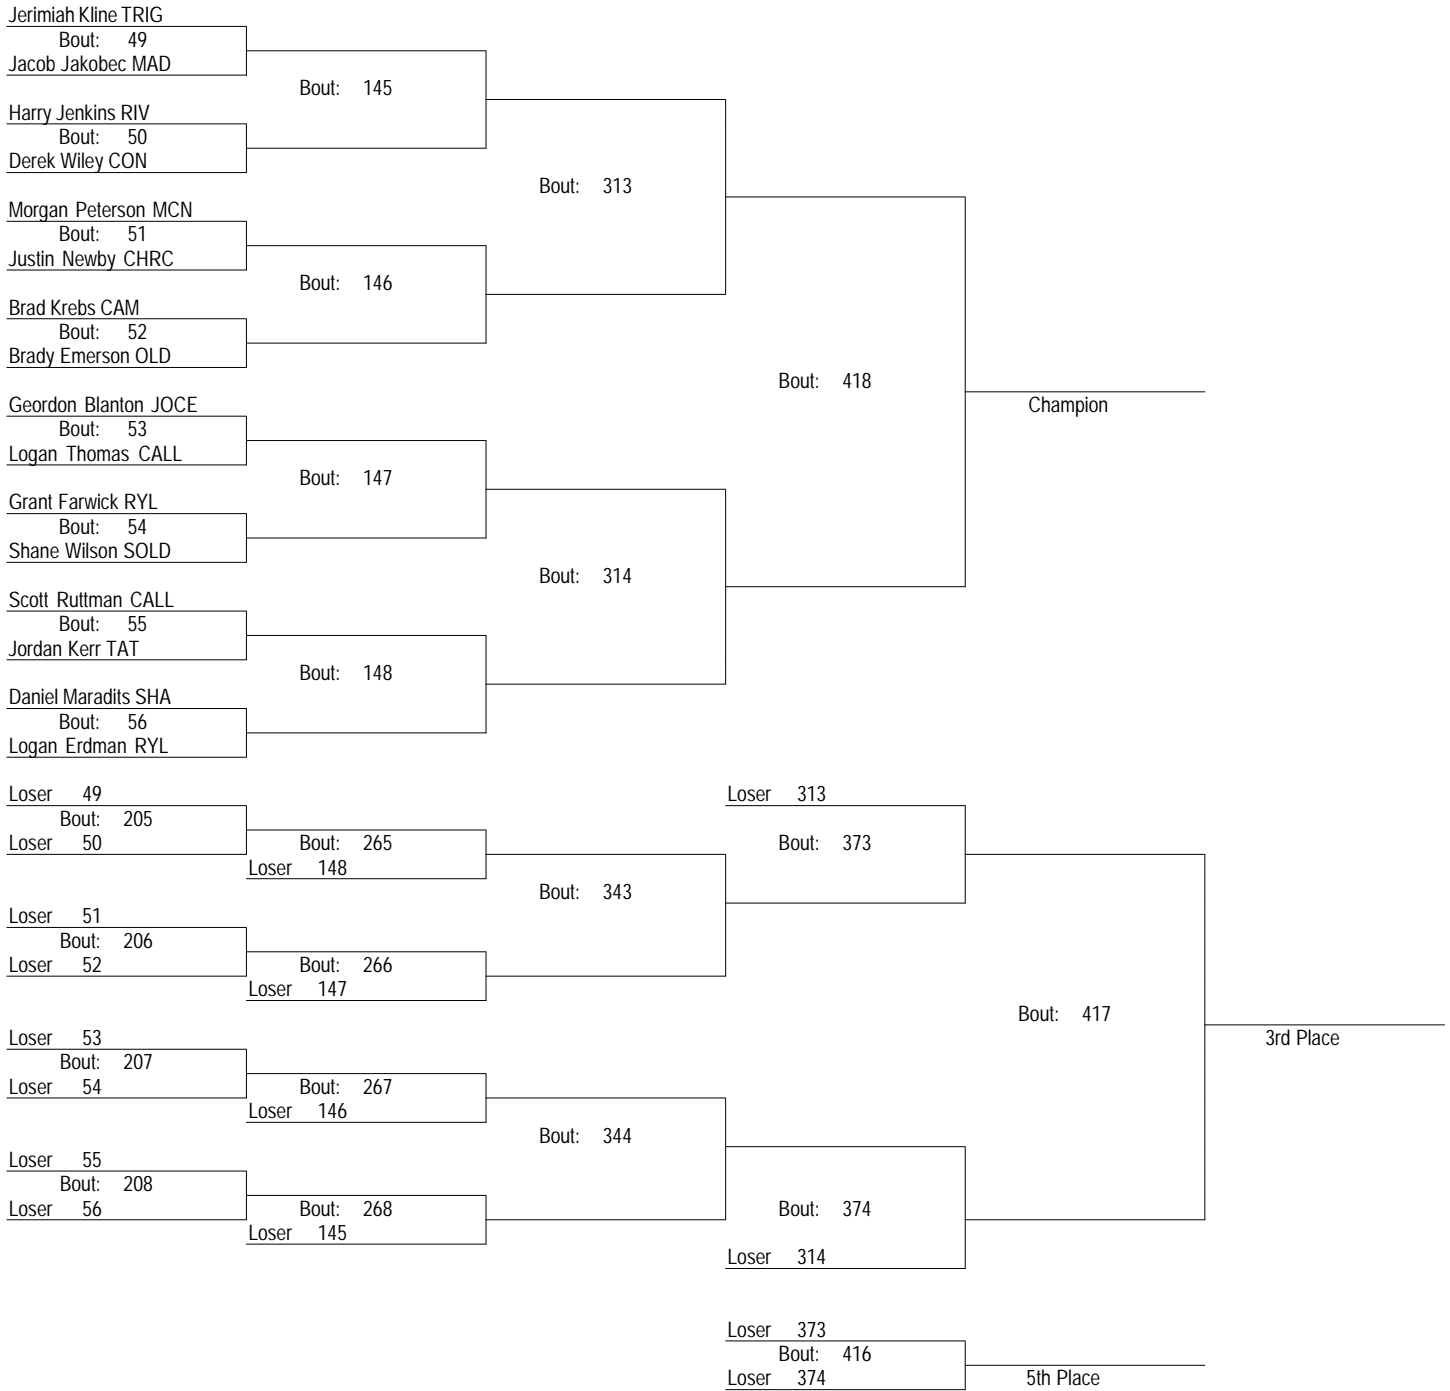 Jerimiah Kline TRIG
Bout: 49
Jacob Jakobec MAD
Bout: 145
Harry Jenkins RIV
Bout: 50
Derek Wiley CON
Bout: 313
Morgan Peterson MCN
Bout: 51
Justin Newby CHRC
Bout: 146
Brad Krebs CAM
Bout: 52
Brady Emerson OLD
Bout: 418
Champion
Geordon Blanton JOCE
Bout: 53
Logan Thomas CALL
Bout: 147
Grant Farwick RYL
Bout: 54
Shane Wilson SOLD
Bout: 314
Scott Ruttman CALL
Bout: 55
Jordan Kerr TAT
Bout: 148
Daniel Maradits SHA
Bout: 56
Logan Erdman RYL
Loser 49
Bout: 205
Loser 50
Bout: 265
Loser 148
Loser 313
Bout: 373
Bout: 343
Loser 51
Bout: 206
Loser 52
Bout: 266
Loser 147
Bout: 417
3rd Place
Loser 53
Bout: 207
Loser 54
Bout: 267
Loser 146
Bout: 344
Loser 55
Bout: 208
Loser 56
Bout: 268
Loser 145
Bout: 374
Loser 314
Loser 373
Bout: 416
Loser 374
5th Place